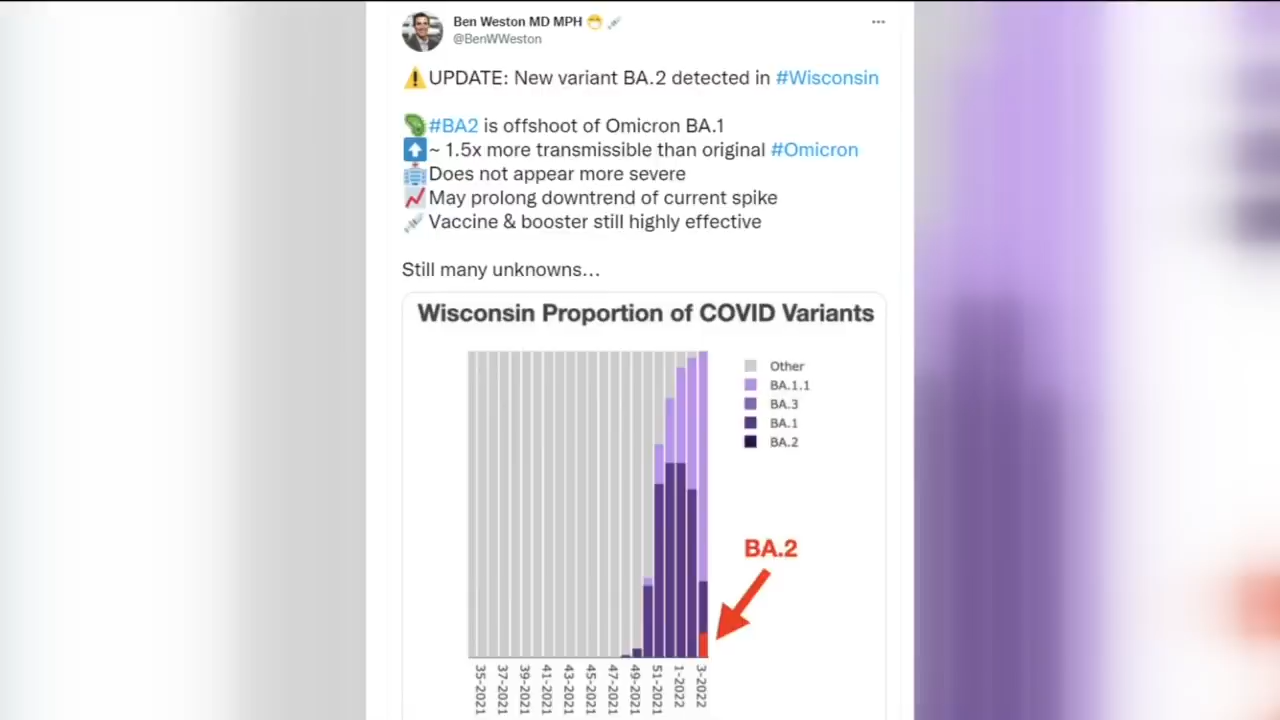 Ben Weston MD MPH 😷 💉
@BenWWeston
⚠️UPDATE: New variant BA.2 detected in #Wisconsin
🦠#BA2 is offshoot of Omicron BA.1
⬆️~ 1.5x more transmissible than original #Omicron
🏥Does not appear more severe
📈May prolong downtrend of current spike
💉Vaccine & booster still highly effective
Still many unknowns…
Wisconsin Proportion of COVID Variants
Other
BA.1.1
BA.3
BA.1
BA.2
BA.2
35-2021
37-2021
39-2021
41-2021
43-2021
45-2021
47-2021
49-2021
51-2021
1-2022
3-2022